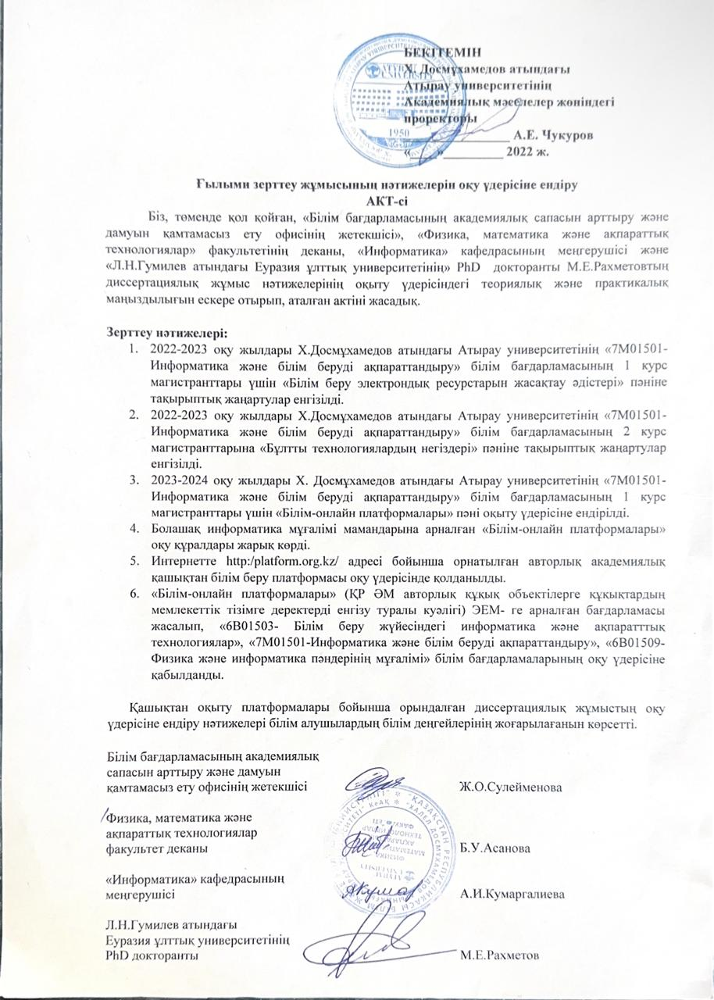 БЕКІТЕМІН
Х. Досмұхамедов атындағы
Атырау университетінің
Академиялық мәселелер жөніндегі
проректоры
________________ А.Е. Чукуров
«____»_________ 2022 ж.
ATYRAU
UNIVERSITY
1950
Ғылыми зерттеу жұмысының нәтижелерін оқу үдерісіне ендіру
АКТ-сі
Біз, төменде қол қойған, «Білім бағдарламасының академиялық сапасын арттыру және
дамуын қамтамасыз ету офисінің жетекшісі», «Физика, математика және ақпараттық
технологиялар» факультетінің деканы, «Информатика» кафедрасының меңгерушісі және
«Л.Н.Гумилев атындағы Еуразия ұлттық университетінің» PhD докторанты М.Е.Рахметовтың
диссертациялық жұмыс нәтижелерінің оқыту үдерісіндегі теориялық және практикалық
маңыздылығын ескере отырып, аталған актіні жасадық.
Зерттеу нәтижелері:
1. 2022-2023 оқу жылдары Х.Досмұхамедов атындағы Атырау университетінің «7М01501-
Информатика және білім беруді ақпараттандыру» білім бағдарламасының 1 курс
магистранттары үшін «Білім беру электрондық ресурстарын жасақтау әдістері» пәніне
тақырыптық жаңартулар енгізілді.
2. 2022-2023 оқу жылдары Х.Досмұхамедов атындағы Атырау университетінің «7М01501-
Информатика және білім беруді ақпараттандыру» білім бағдарламасының 2 курс
магистранттарына «Бұлтты технологиялардың негіздері» пәніне тақырыптық жаңартулар
енгізілді.
3. 2023-2024 оқу жылдары Х. Досмұхамедов атындағы Атырау университетінің «7М01501-
Информатика және білім беруді ақпараттандыру» білім бағдарламасының 1 курс
магистранттары үшін «Білім-онлайн платформалары» пәні оқыту үдерісіне ендірілді.
4. Болашақ информатика мұғалімі мамандарына арналған «Білім-онлайн платформалары»
оқу құралдары жарық көрді.
5. Интернетте http:/platform.org.kz/ адресі бойынша орнатылған авторлық академиялық
қашықтан білім беру платформасы оқу үдерісінде қолданылды.
6. «Білім-онлайн платформалары» (ҚР ӘМ авторлық құқық объектілерге құқықтардың
мемлекеттік тізімге деректерді енгізу туралы куәлігі) ЭЕМ- ге арналған бағдарламасы
жасалып, «6В01503- Білім беру жүйесіндегі информатика және ақпартттық
технологиялар», «7М01501-Информатика және білім беруді ақпараттандыру», «6В01509-
Физика және информатика пәндерінің мұғалімі» білім бағдарламаларының оқу үдерісіне
қабылданды.
Қашықтан оқыту платформалары бойынша орындалған диссертациялық жұмыстың оқу
үдерісіне ендіру нәтижелері білім алушылардың білім деңгейлерінің жоғарылағанын көрсетті.
Білім бағдарламасының академиялық
сапасын арттыру және дамуын
қамтамасыз ету офисінің жетекшісі
Ж.О.Сулейменова
Физика, математика және
ақпараттық технологиялар
факультет деканы
Б.У.Асанова
«Информатика» кафедрасының
меңгерушісі
А.И.Кумаргалиева
Л.Н.Гумилев атындағы
Еуразия ұлттық университетінің
PhD докторанты
М.Е.Рахметов